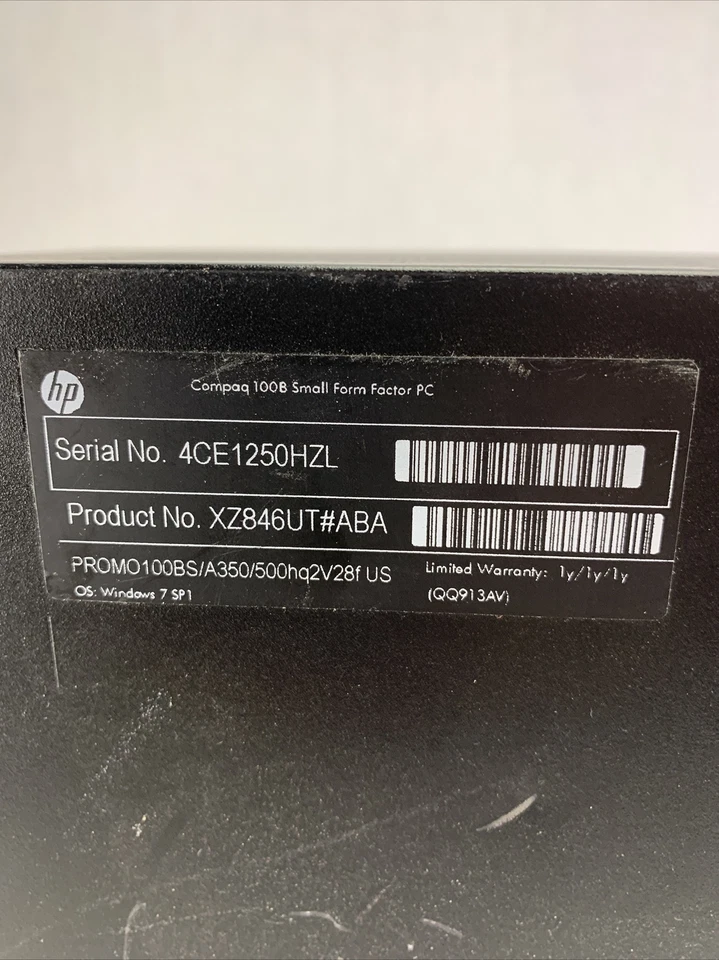 hp
Compaq 100B Small Form Factor PC
Serial No. 4CE1250HZL
Product No. XZ846UT#ABA
PROMO100BS/A350/500hq2V28f US
Limited Warranty: 1y/1y/1y
OS: Windows 7 SP1
(QQ913AV)